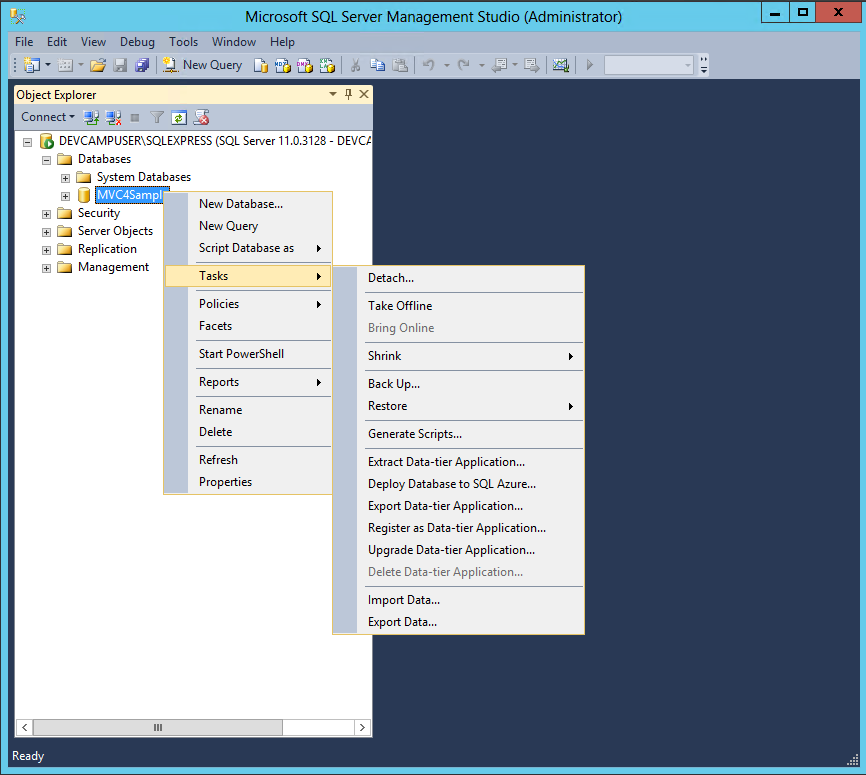 Microsoft SQL Server Management Studio (Administrator)
File Edit View Debug Tools Window Help
New Query
Object Explorer
Connect
DEVCAMPUSER\SQLEXPRESS (SQL Server 11.0.3128 - DEVCA
Databases
System Databases
MVC4Sampl
Security
Server Objects
Replication
Management
New Database...
New Query
Script Database as
Tasks
Policies
Facets
Start PowerShell
Reports
Rename
Delete
Refresh
Properties
Detach...
Take Offline
Bring Online
Shrink
Back Up...
Restore
Generate Scripts...
Extract Data-tier Application...
Deploy Database to SQL Azure...
Export Data-tier Application...
Register as Data-tier Application...
Upgrade Data-tier Application...
Delete Data-tier Application...
Import Data...
Export Data...
Ready